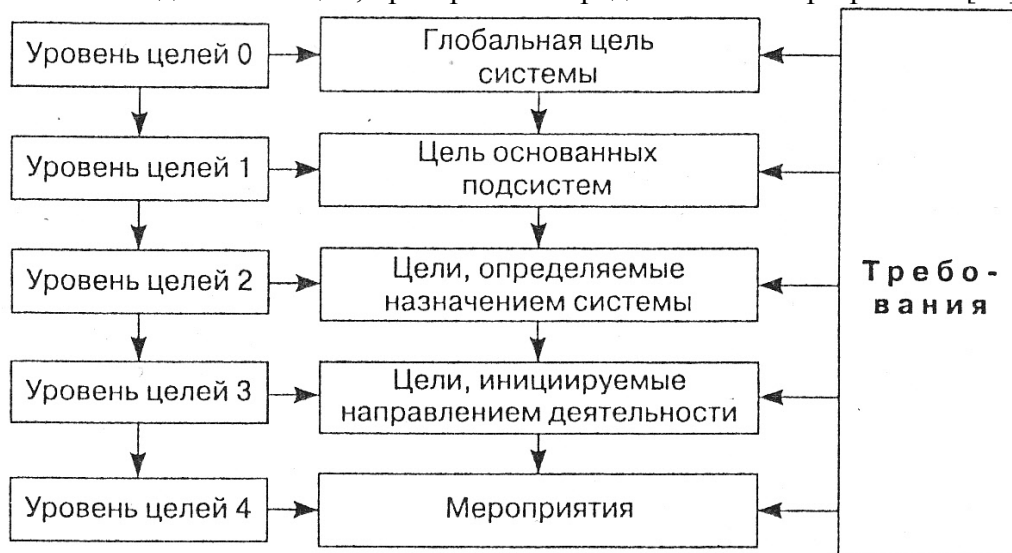 Уровень целей 0
Глобальная цель
системы
Уровень целей 1
Цель основанных
подсистем
Уровень целей 2
Цели, определяемые
назначением системы
Уровень целей 3
Цели, инициируемые
направлением деятельности
Уровень целей 4
Мероприятия
Требо-
вания